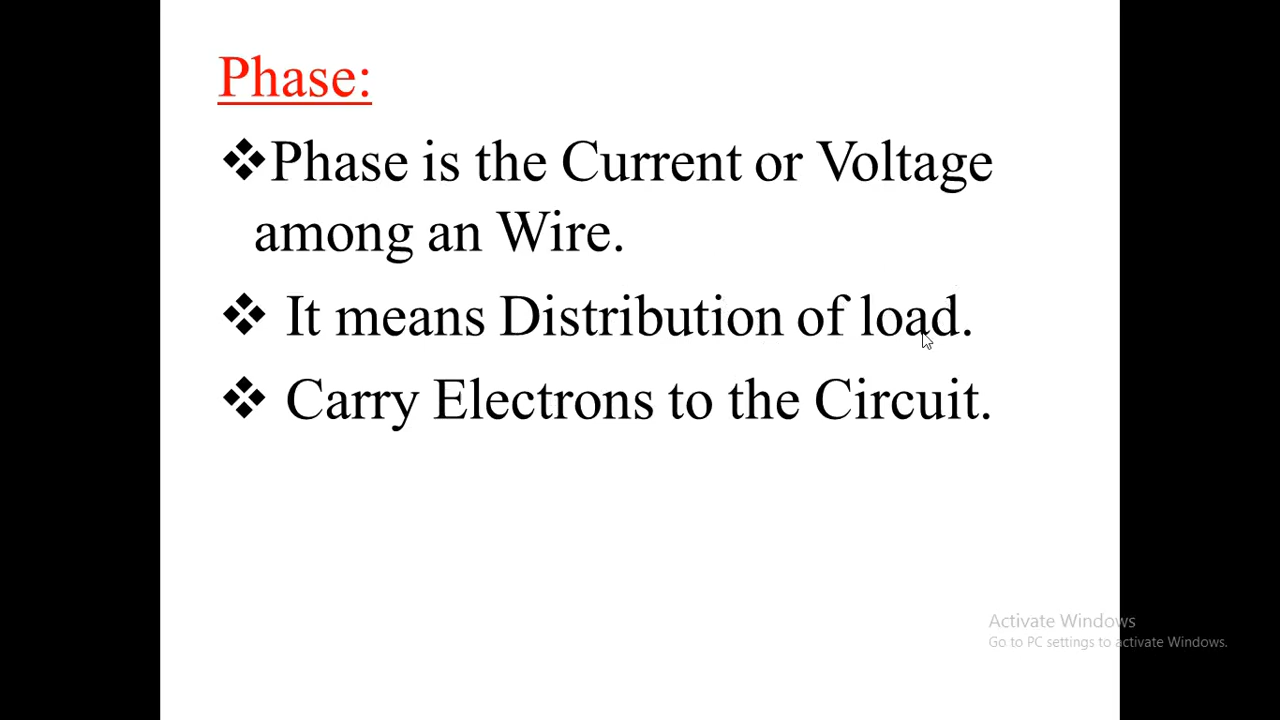 Phase:
❖Phase is the Current or Voltage
among an Wire.
❖ It means Distribution of load.
❖ Carry Electrons to the Circuit.
Activate Windows
Go to PC settings to activate Windows.